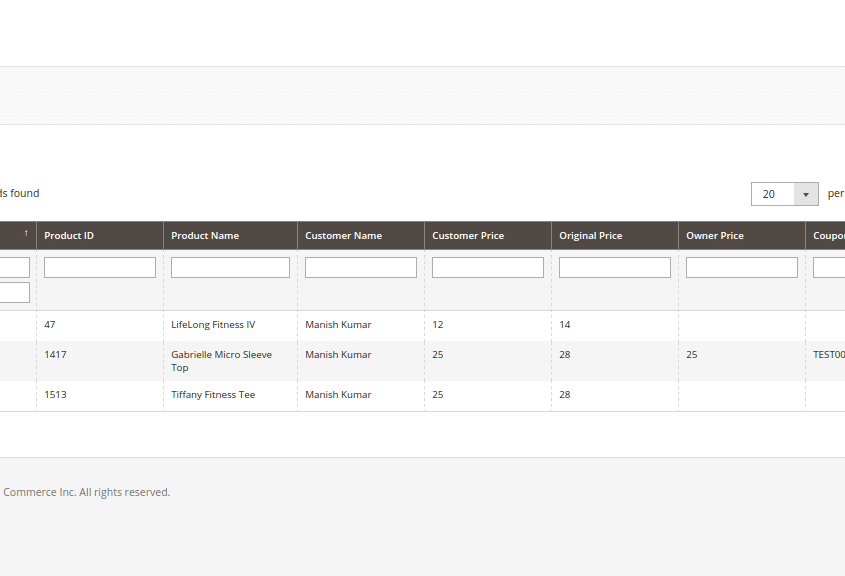 found
20
per
Product ID Product Name Customer Name Customer Price Original Price Owner Price
47 LifeLong Fitness IV Manish Kumar 12 14
1417 Gabrielle Micro Sleeve Manish Kumar 25 28 25 TEST00
Top
1513 Tiffany Fitness Tee Manish Kumar 25 28
Commerce Inc. All rights reserved.